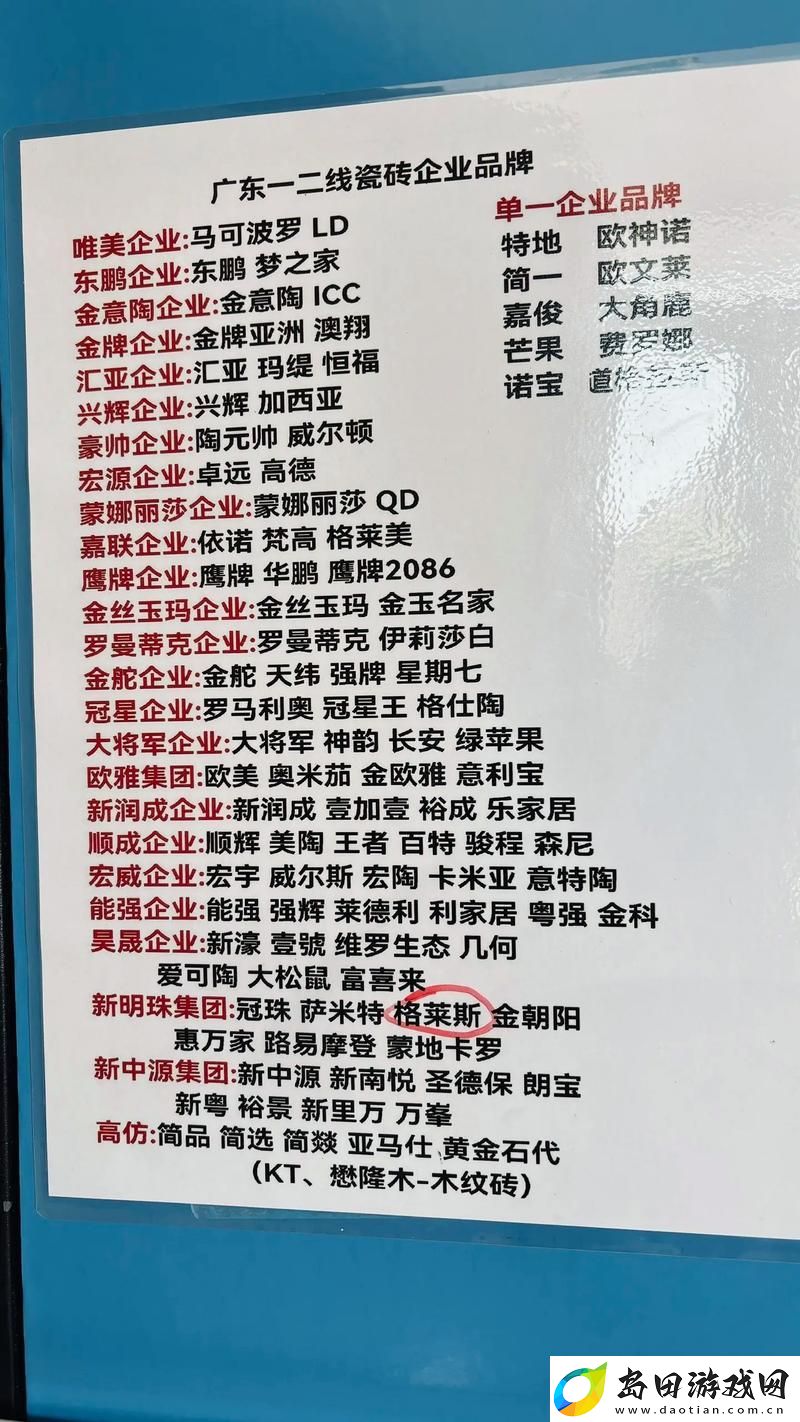 广东一二线瓷砖企业品牌
唯美企业:马可波罗 LD
东鹏企业:东鹏 梦之家
金意陶企业:金意陶 ICC
金牌企业:金牌亚洲 澳翔
汇亚企业:汇亚 玛缇 恒福
兴辉企业:兴辉 加西亚
豪帅企业:陶元帅 威尔顿
宏源企业:卓远 高德
蒙娜丽莎企业:蒙娜丽莎 QD
嘉联企业:依诺 梵高 格莱美
鹰牌企业:鹰牌 华鹏 鹰牌2086
金丝玉玛企业:金丝玉玛 金玉名家
罗曼蒂克企业:罗曼蒂克 伊莉莎白
金舵企业:金舵 天纬 强牌 星期七
冠星企业:罗马利奥 冠星王 格仕陶
大将军企业:大将军 神韵 长安 绿苹果
欧雅集团:欧美 奥米茄 金欧雅 意利宝
新润成企业:新润成 壹加壹 裕成 乐家居
顺成企业:顺辉 美陶 王者 百特 骏程 森尼
宏威企业:宏宇 威尔斯 宏陶 卡米亚 意特陶
能强企业:能强 强辉 莱德利 利家居 粤强 金科
昊晟企业:新濠 壹號 维罗生态 几何
爱可陶 大松鼠 富喜来
新明珠集团:冠珠 萨米特 格莱斯 金朝阳
惠万家 路易摩登 蒙地卡罗
新中源集团:新中源 新南悦 圣德保 朗宝
新粤 裕景 新里万 万峯
高仿:简品 简选 简燚 亚马仕 黄金石代
（KT、懋隆木-木纹砖）
单一企业品牌
特地 欧神诺
简一 欧文莱
嘉俊 大角鹿
芒果 费罗娜
诺宝 道格拉斯
岛田游戏网
www.daotian.com.cn